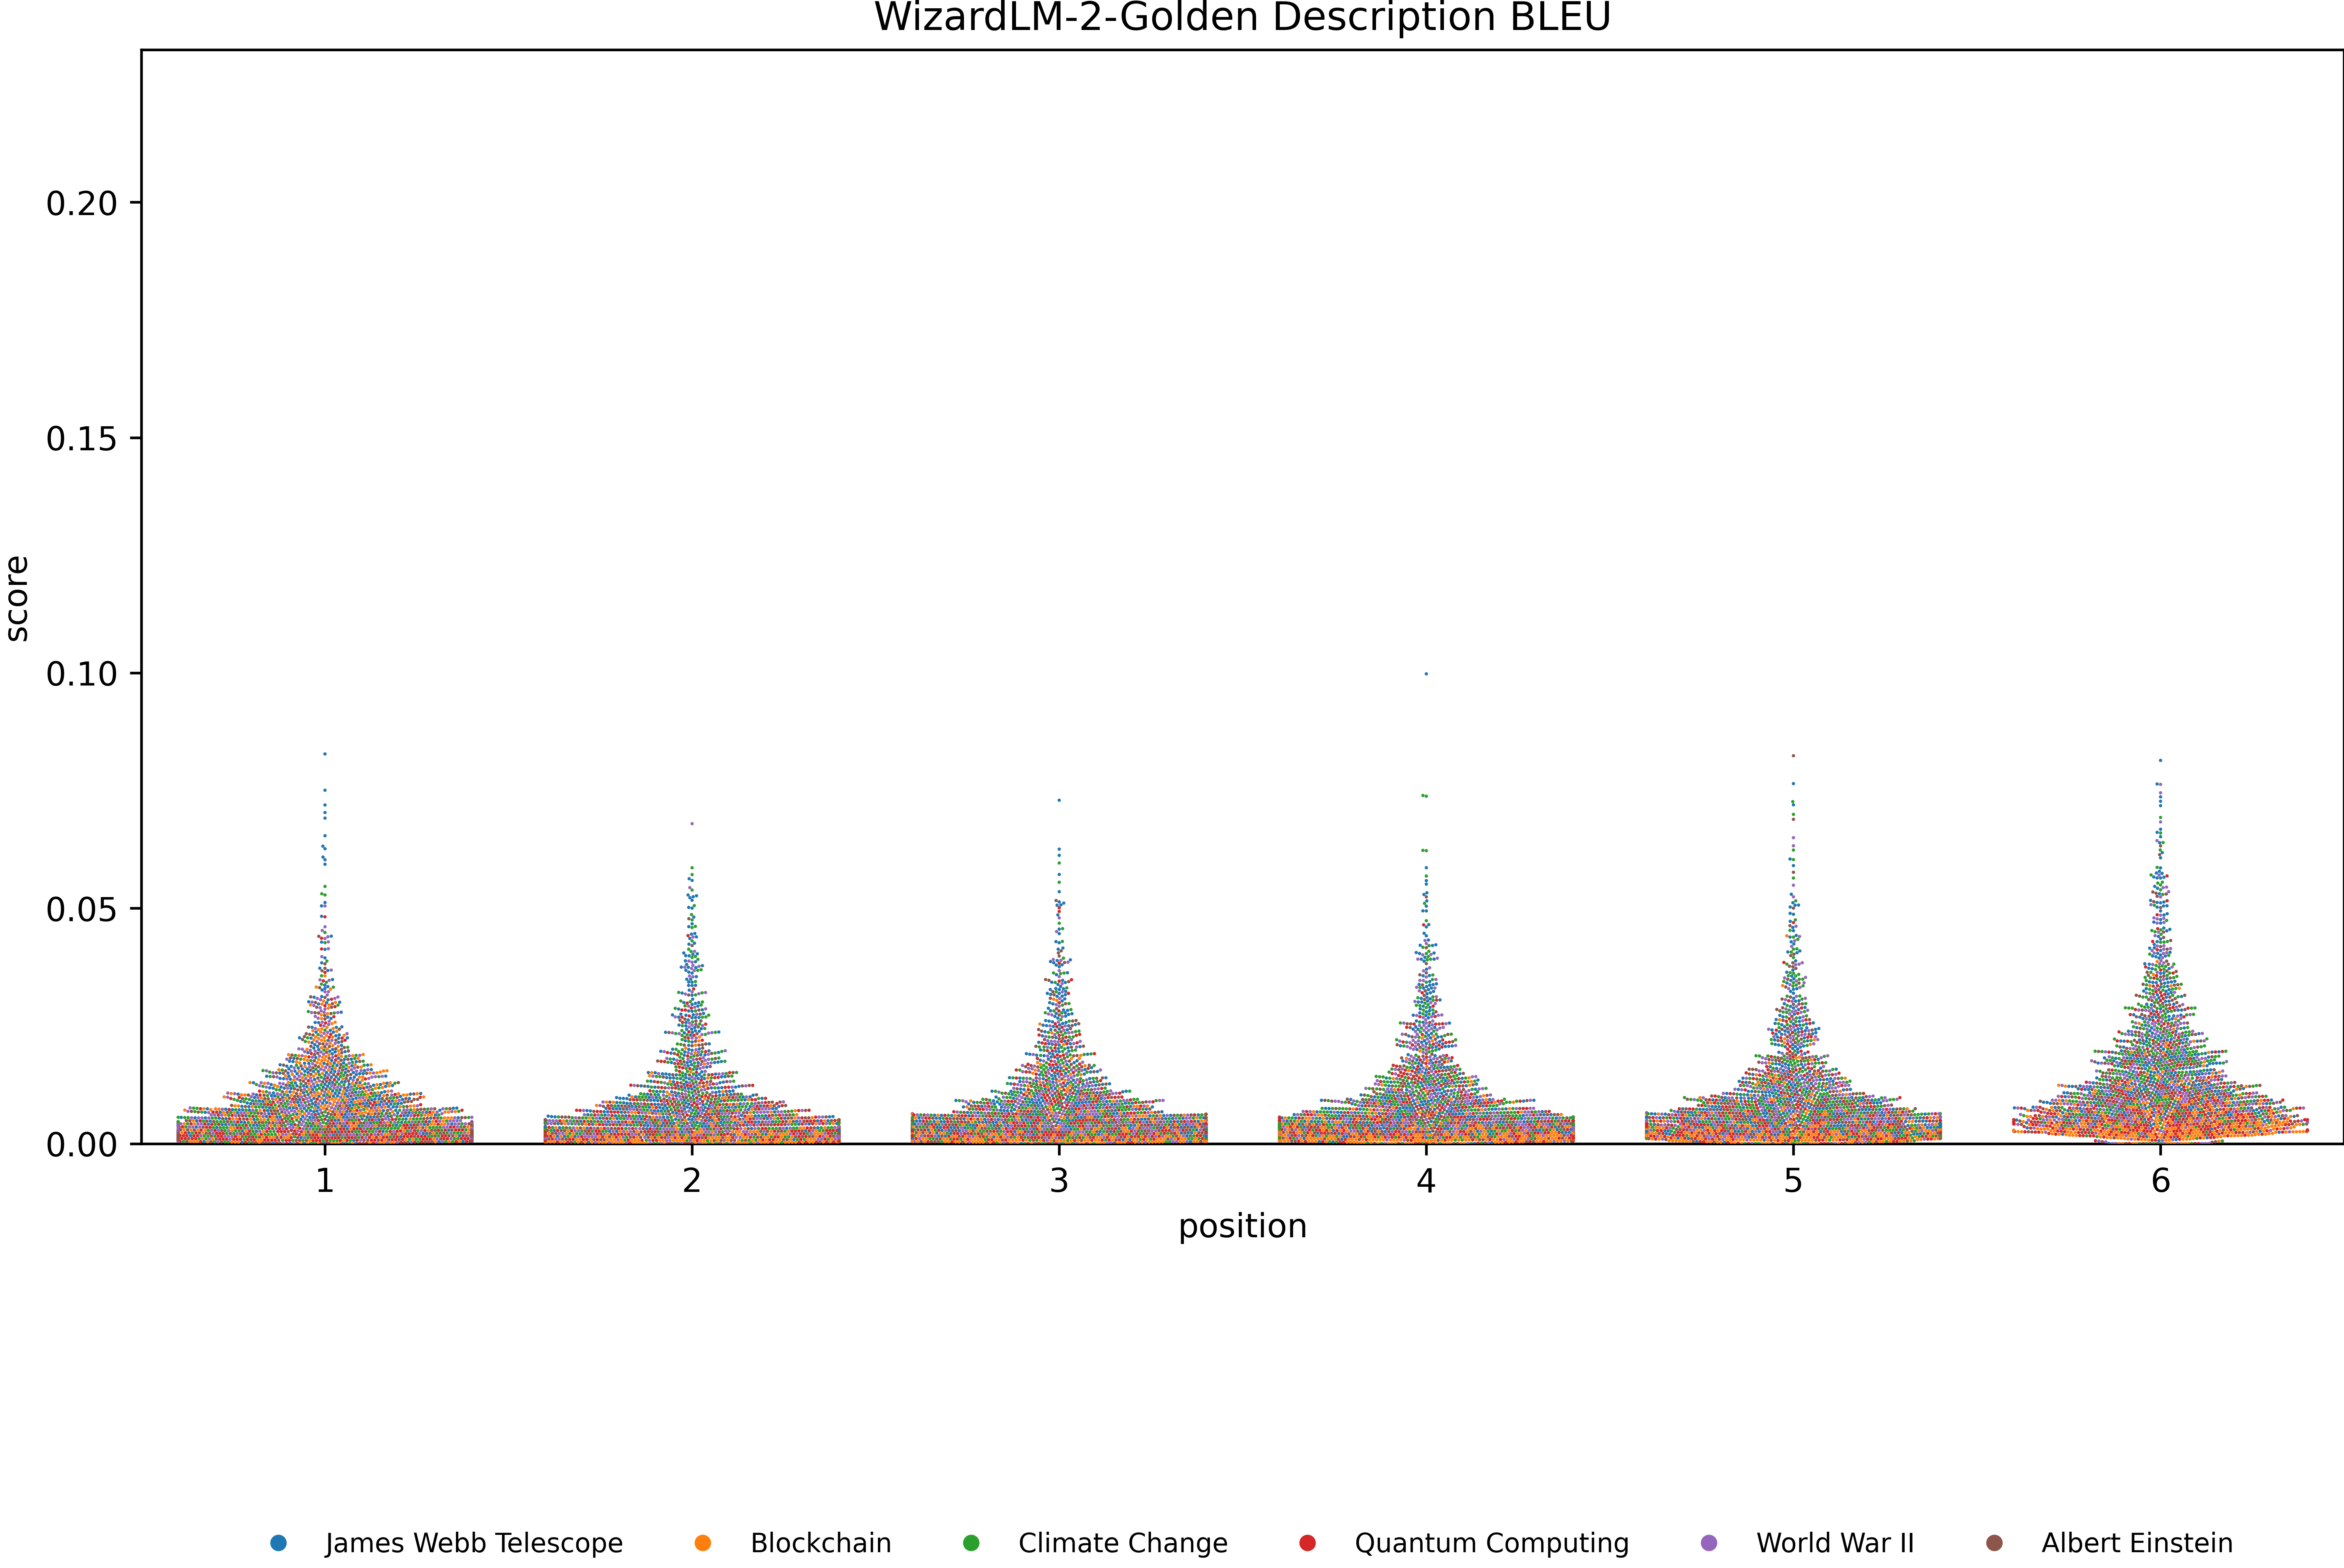 WizardLM-2-Golden Description BLEU
score
0.20
0.15
0.10
0.05
0.00
1 2 3 4 5 6
position
James Webb Telescope Blockchain Climate Change Quantum Computing World War II Albert Einstein